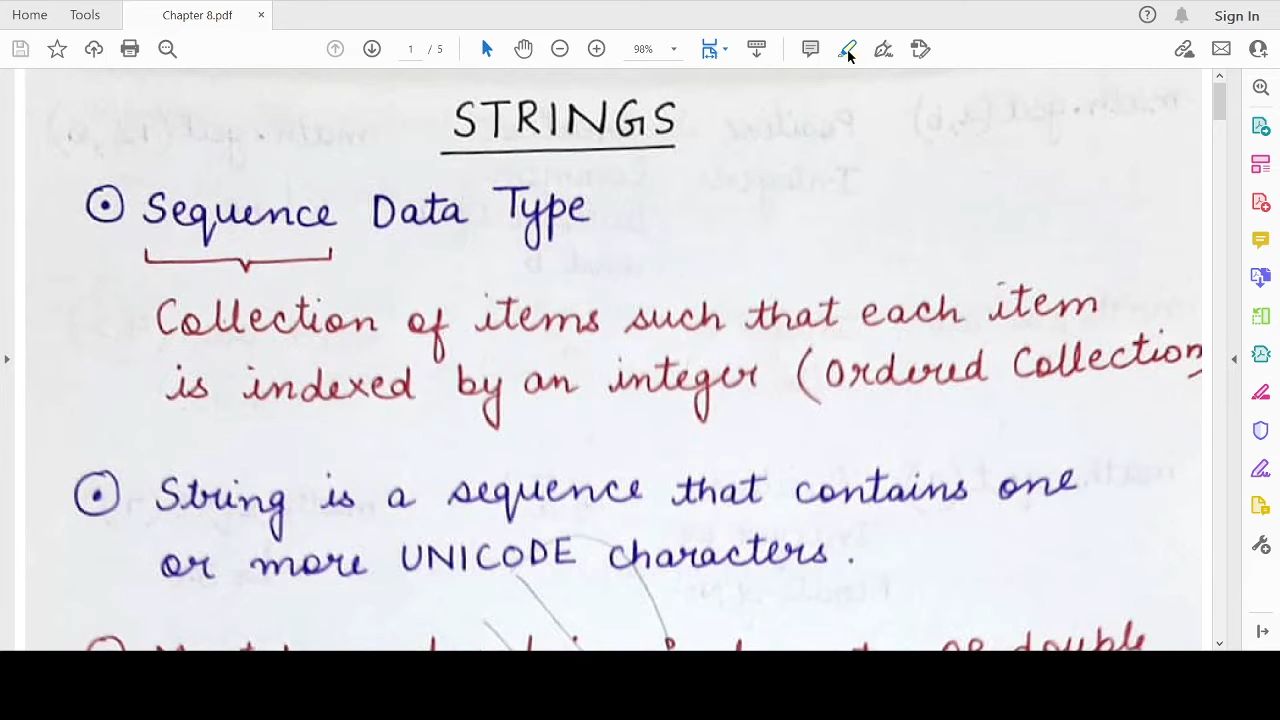 Home Tools Chapter 8.pdf × Sign In
1 / 5 98%
STRINGS
Sequence Data Type
Collection of items such that each item
is indexed by an integer (Ordered Collection)
String is a sequence that contains one
or more UNICODE characters.
or double